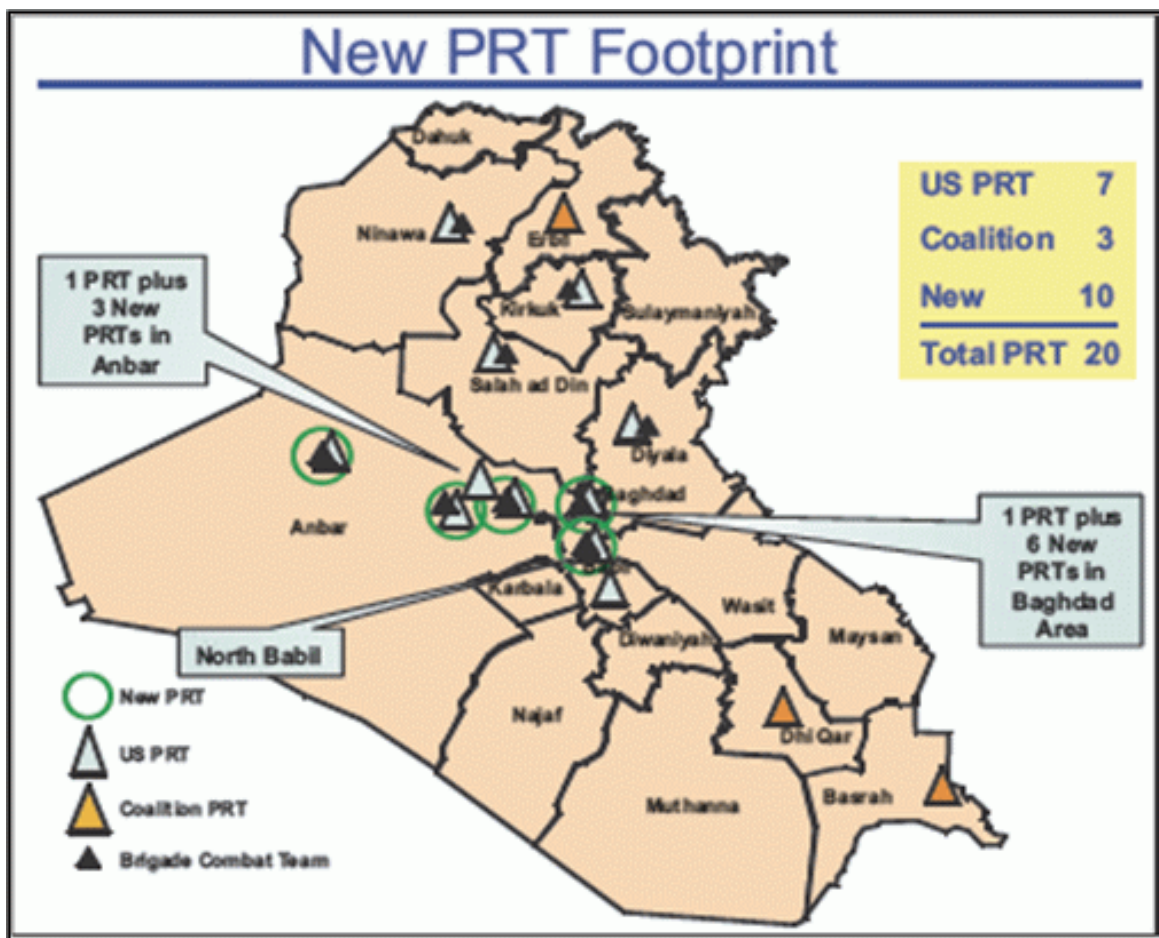 New PRT Footprint
US PRT 7
Coalition 3
New 10
Total PRT 20
1 PRT plus
3 New
PRTs in
Anbar
Dahuk
Ninawa
Erbil
Kirkuk
Sulaymaniyah
Salah ad Din
Diyala
Baghdad
Anbar
1 PRT plus
6 New
PRTs in
Baghdad
Area
Karbala
Wasit
Diwaniyah
Maysan
North Babil
Najaf
Dhi Qar
Muthanna
Basrah
New PRT
US PRT
Coalition PRT
Brigade Combat Team